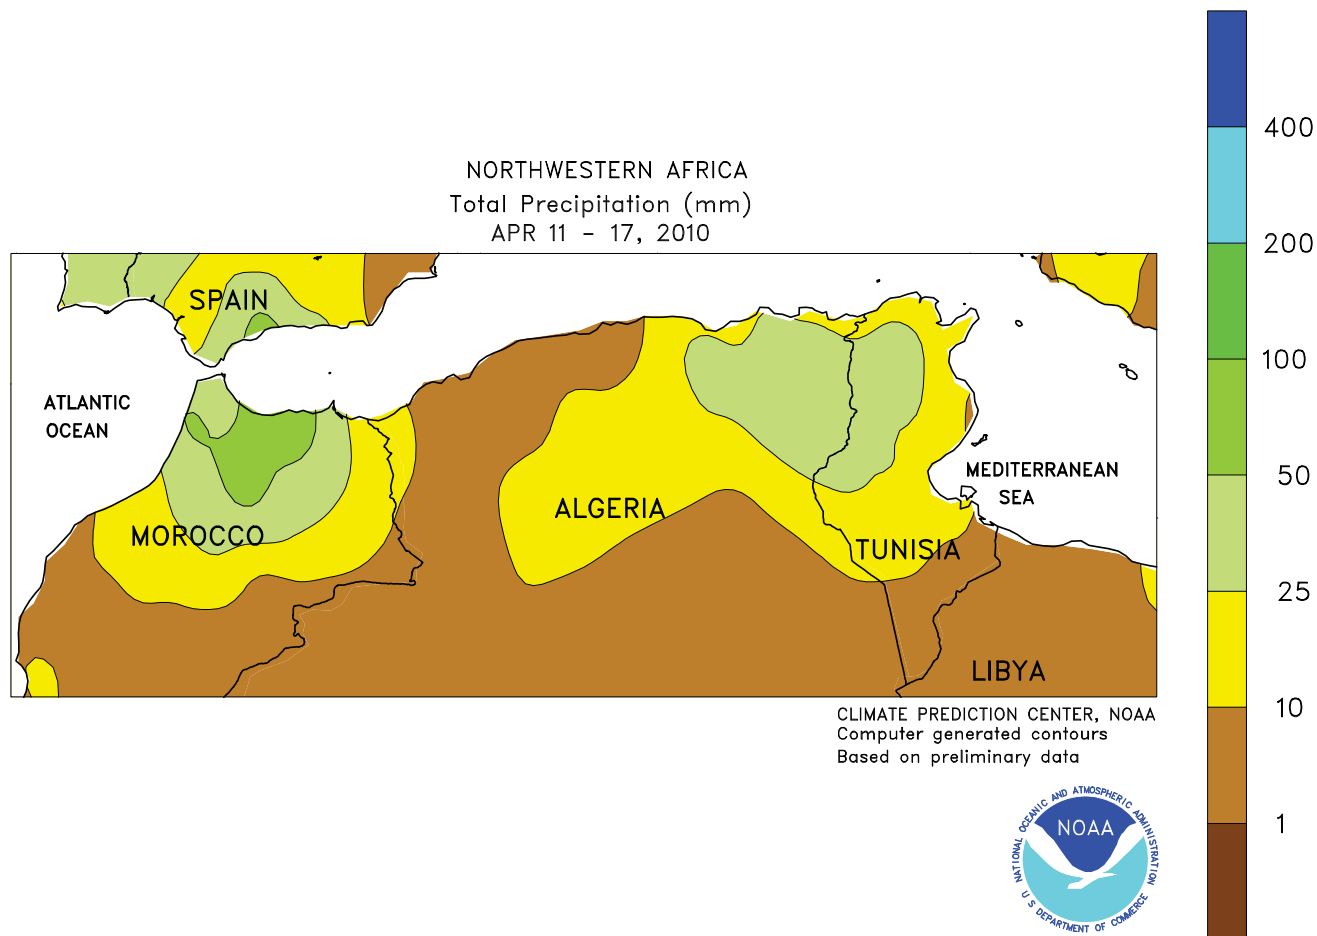 NORTHWESTERN AFRICA
Total Precipitation (mm)
APR 11 - 17, 2010
400
200
100
50
25
10
1
SPAIN
ATLANTIC
OCEAN
MEDITERRANEAN
SEA
MOROCCO
ALGERIA
TUNISIA
LIBYA
CLIMATE PREDICTION CENTER, NOAA
Computer generated contours
Based on preliminary data
NATIONAL OCEANIC AND ATMOSPHERIC ADMINISTRATION
NOAA
U S DEPARTMENT OF COMMERCE